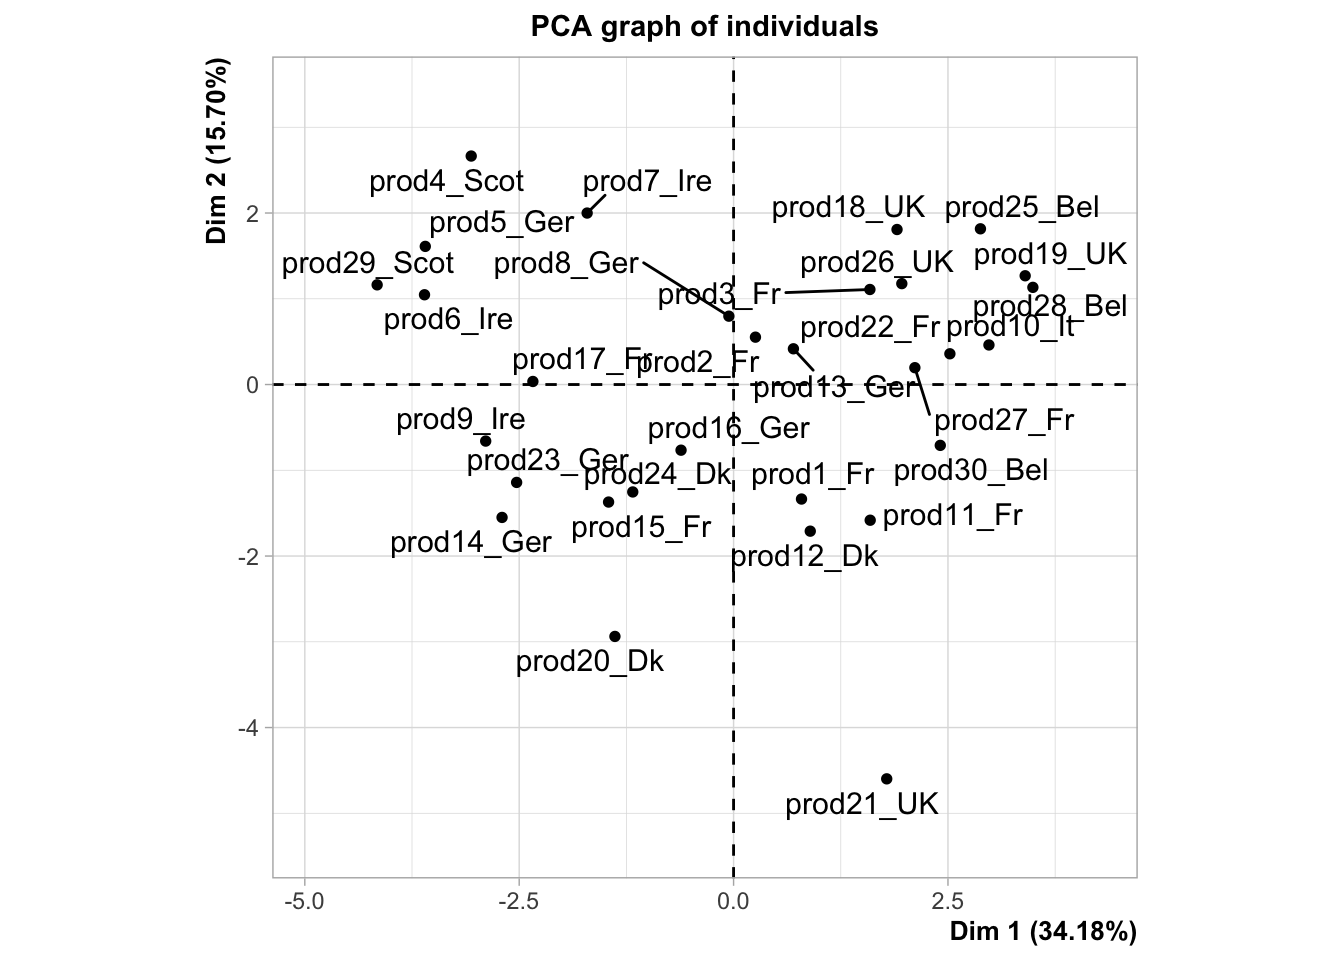 PCA graph of individuals
Dim 2 (15.70%)
prod4_Scot
prod7_Ire
prod18_UK
prod25_Bel
2
prod5_Ger
prod29_Scot
prod8_Ger
prod26_UK
prod19_UK
prod3_Fr
prod28_Bel
prod6_Ire
prod22_Fr
prod10_It
prod17_Fr
prod2_Fr
0
prod13_Ger
prod9_Ire
prod16_Ger
prod27_Fr
prod23_Ger
prod24_Dk
prod1_Fr
prod30_Bel
prod15_Fr
prod11_Fr
prod14_Ger
-2
prod12_Dk
prod20_Dk
-4
prod21_UK
-5.0
-2.5
0.0
2.5
Dim 1 (34.18%)